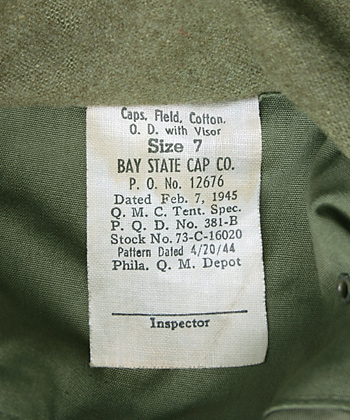 Caps, Field, Cotton,
O. D. with Visor
Size 7
BAY STATE CAP CO.
P. O. No. 12676
Dated Feb. 7, 1945
Q. M. C. Tent. Spec.
P. Q. D. No. 381-B
Stock No. 73-C-16020
Pattern Dated 4/20/44
Phila. Q. M. Depot
Inspector